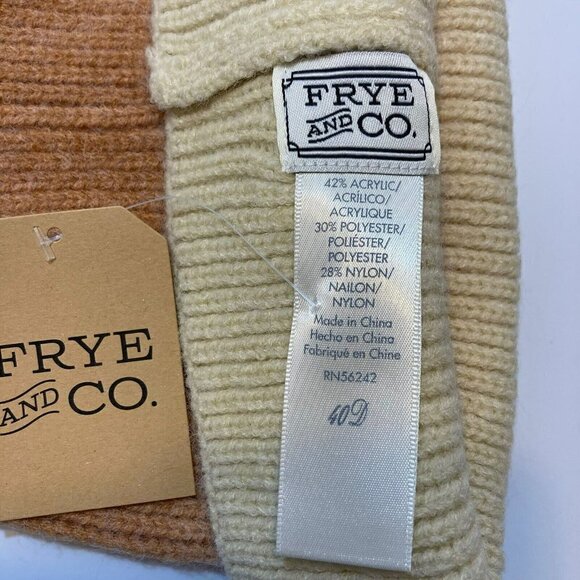 FRYE
AND CO.
42% ACRYLIC/
ACRÍLICO/
ACRYLIQUE
30% POLYESTER/
POLIÉSTER/
POLYESTER
28% NYLON/
NAILON/
NYLON
Made in China
Hecho en China
Fabriqué en Chine
RN56242
40D
FRYE
AND CO.